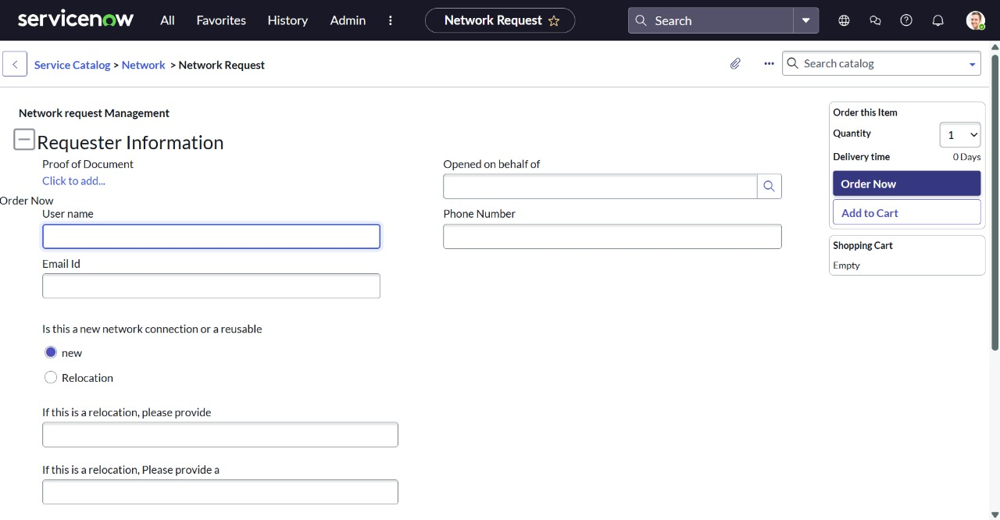 servicenow All Favorites History Admin Network Request Search
Service Catalog > Network > Network Request Search catalog
Network request Management
Requester Information
Proof of Document
Click to add...
Opened on behalf of
Order Now
User name
Phone Number
Email Id
Is this a new network connection or a reusable
new
Relocation
If this is a relocation, please provide
If this is a relocation, Please provide a
Order this Item
Quantity 1
Delivery time 0 Days
Order Now
Add to Cart
Shopping Cart
Empty